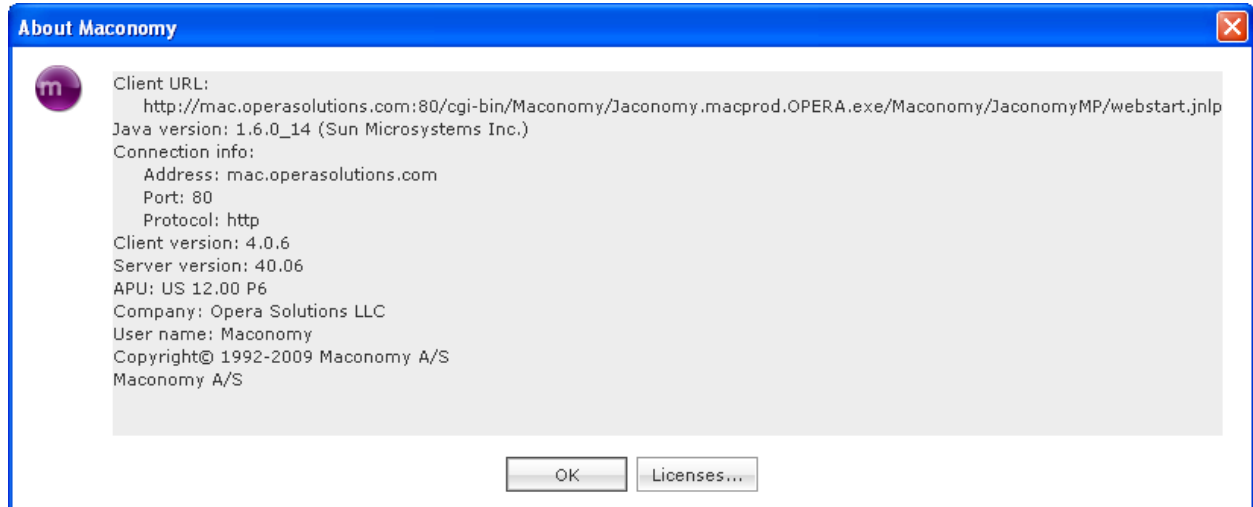 About Maconomy
m
Client URL:
http://mac.operasolutions.com:80/cgi-bin/Maconomy/Jaconomy.macprod.OPERA.exe/Maconomy/JaconomyMP/webstart.jnlp
Java version: 1.6.0_14 (Sun Microsystems Inc.)
Connection info:
Address: mac.operasolutions.com
Port: 80
Protocol: http
Client version: 4.0.6
Server version: 40.06
APU: US 12.00 P6
Company: Opera Solutions LLC
User name: Maconomy
Copyright© 1992-2009 Maconomy A/S
Maconomy A/S
OK Licenses...